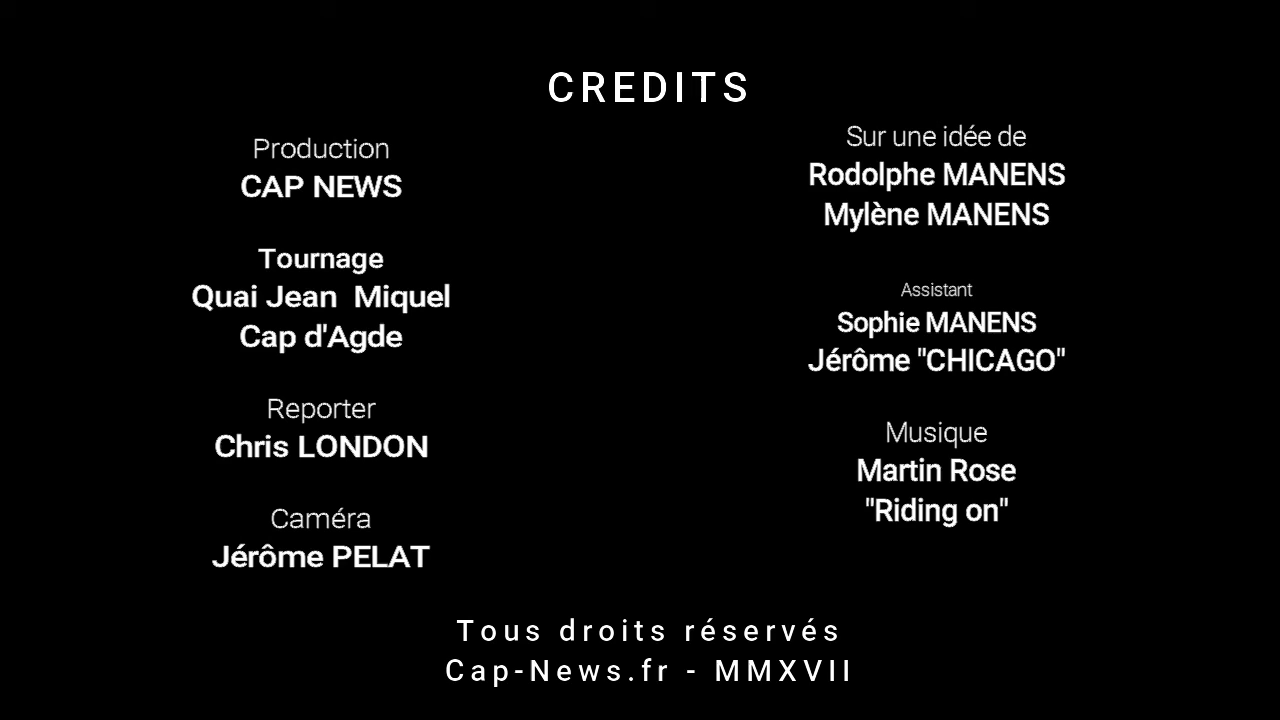 CREDITS
Production
CAP NEWS
Tournage
Quai Jean  Miquel
Cap d'Agde
Reporter
Chris LONDON
Caméra
Jérôme PELAT
Sur une idée de
Rodolphe MANENS
Mylène MANENS
Assistant
Sophie MANENS
Jérôme "CHICAGO"
Musique
Martin Rose
"Riding on"
Tous droits réservés
Cap-News.fr - MMXVII